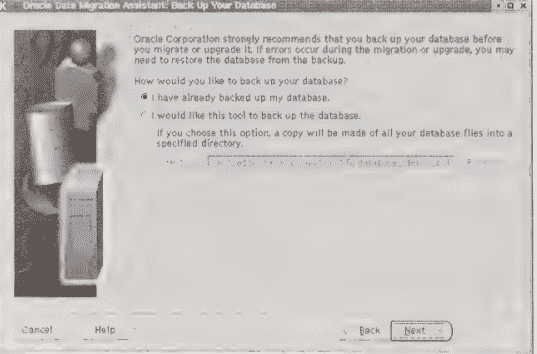 Oracle Data Migration Assistant: Back Up Your Database
Oracle Corporation strongly recommends that you back up your database before
you migrate or upgrade it. If errors occur during the migration or upgrade, you may
need to restore the database from the backup.
How would you like to back up your database?
I have already backed up my database.
I would like this tool to back up the database.
If you choose this option, a copy will be made of all your database files into a
specified directory.
Cancel
Help
Back
Next